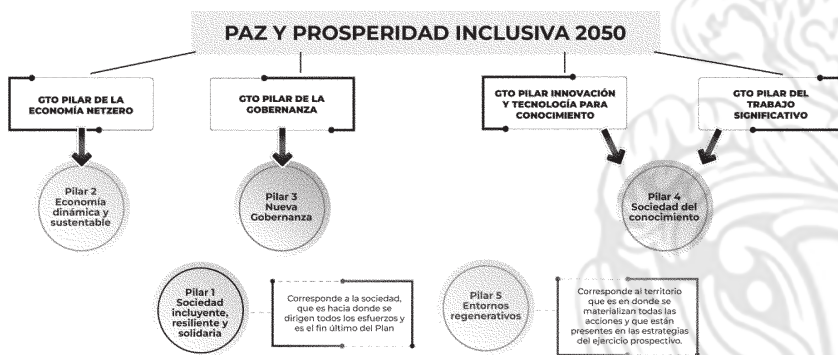 PAZ Y PROSPERIDAD INCLUSIVA 2050
GTO PILAR DE LA
ECONOMÍA NETZERO
GTO PILAR DE LA
GOBERNANZA
GTO PILAR INNOVACIÓN
Y TECNOLOGÍA PARA
CONOCIMIENTO
GTO PILAR DEL
TRABAJO
SIGNIFICATIVO
Pilar 2
Economía
dinámica y
sustentable
Pilar 3
Nueva
Gobernanza
Pilar 4
Sociedad del
conocimiento
Pilar 1
Sociedad
incluyente,
resiliente y
solidaria
Corresponde a la sociedad,
que es hacia donde se
dirigen todos los esfuerzos y
es el fin último del Plan
Pilar 5
Entornos
regenerativos
Corresponde al territorio
que es en donde se
materializan todas las
acciones y que están
presentes en las estrategias
del ejercicio prospectivo.